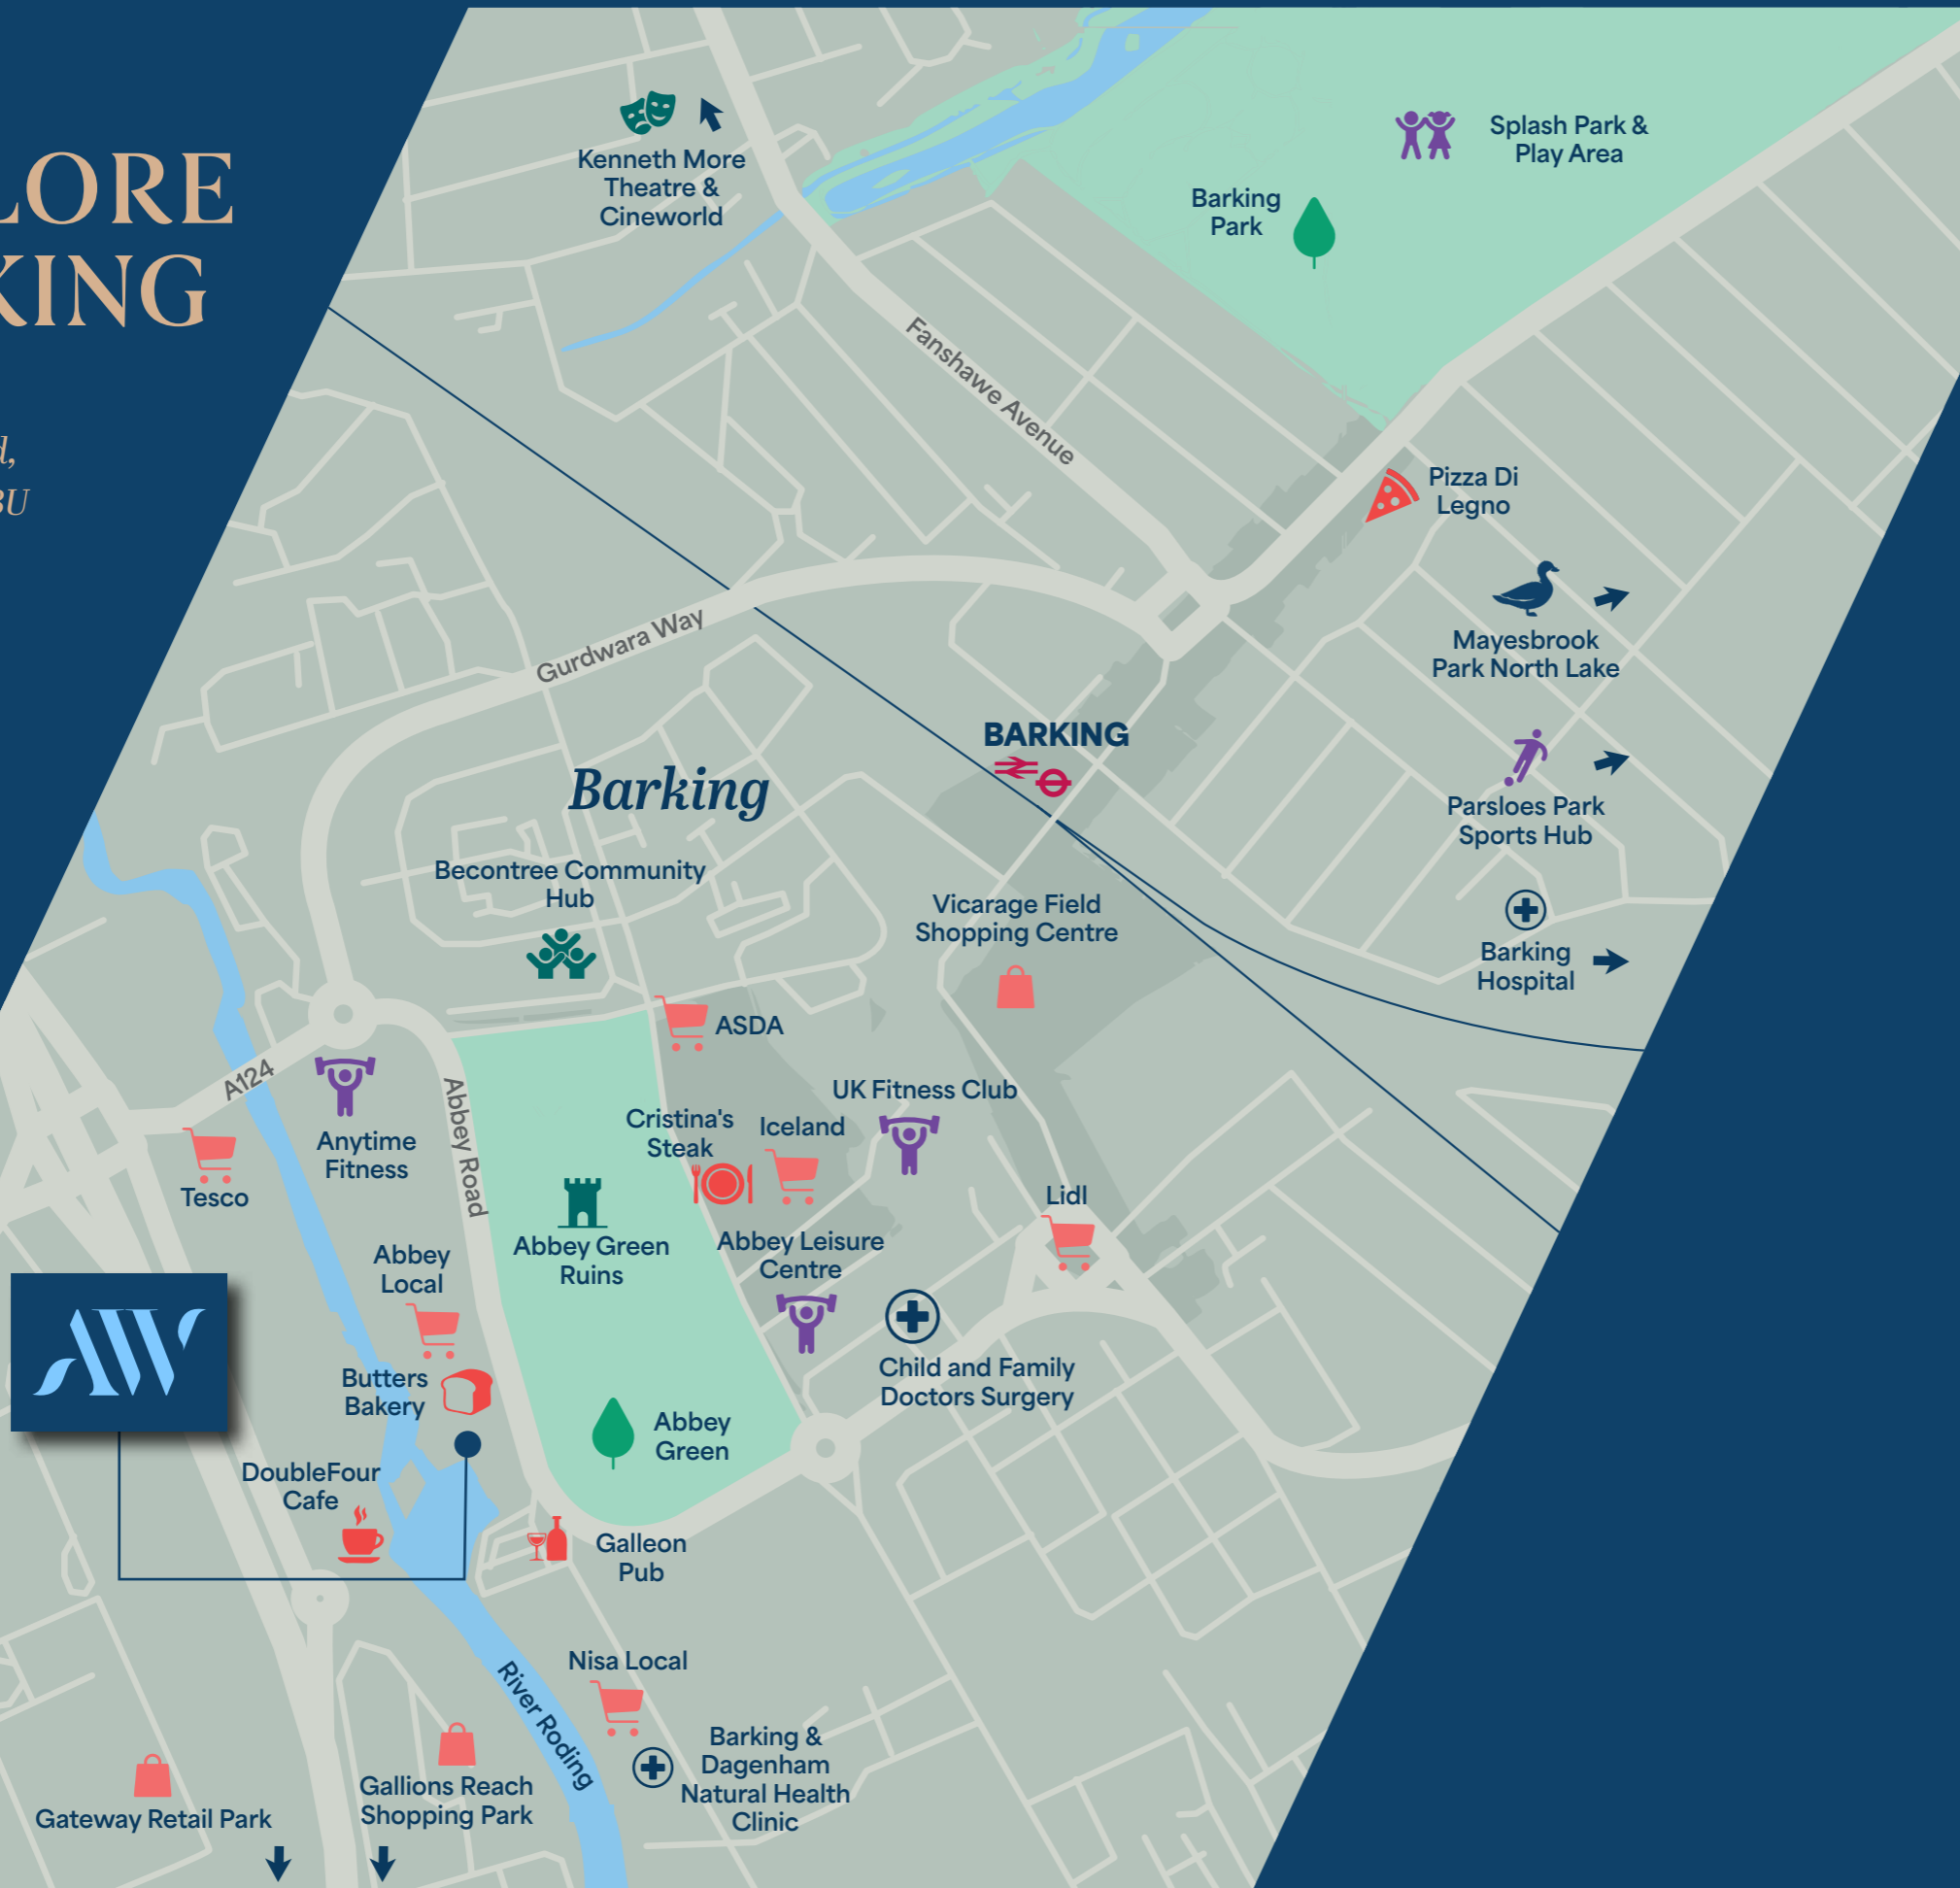 LORE
KING
d,
BU
Kenneth More
Theatre &
Cineworld
Splash Park &
Play Area
Barking
Park
Fanshawe Avenue
Pizza Di
Legno
Mayesbrook
Park North Lake
Gurdwara Way
BARKING
Barking
Parsloes Park
Sports Hub
Becontree Community
Hub
Vicarage Field
Shopping Centre
Barking
Hospital
ASDA
A124
Abbey Road
Anytime
Fitness
UK Fitness Club
Cristina's
Steak
Iceland
Tesco
Lidl
Abbey Green
Ruins
Abbey Leisure
Centre
Abbey
Local
AW
Butters
Bakery
Child and Family
Doctors Surgery
Abbey
Green
DoubleFour
Cafe
Galleon
Pub
River Roding
Nisa Local
Barking &
Dagenham
Natural Health
Clinic
Gallions Reach
Shopping Park
Gateway Retail Park